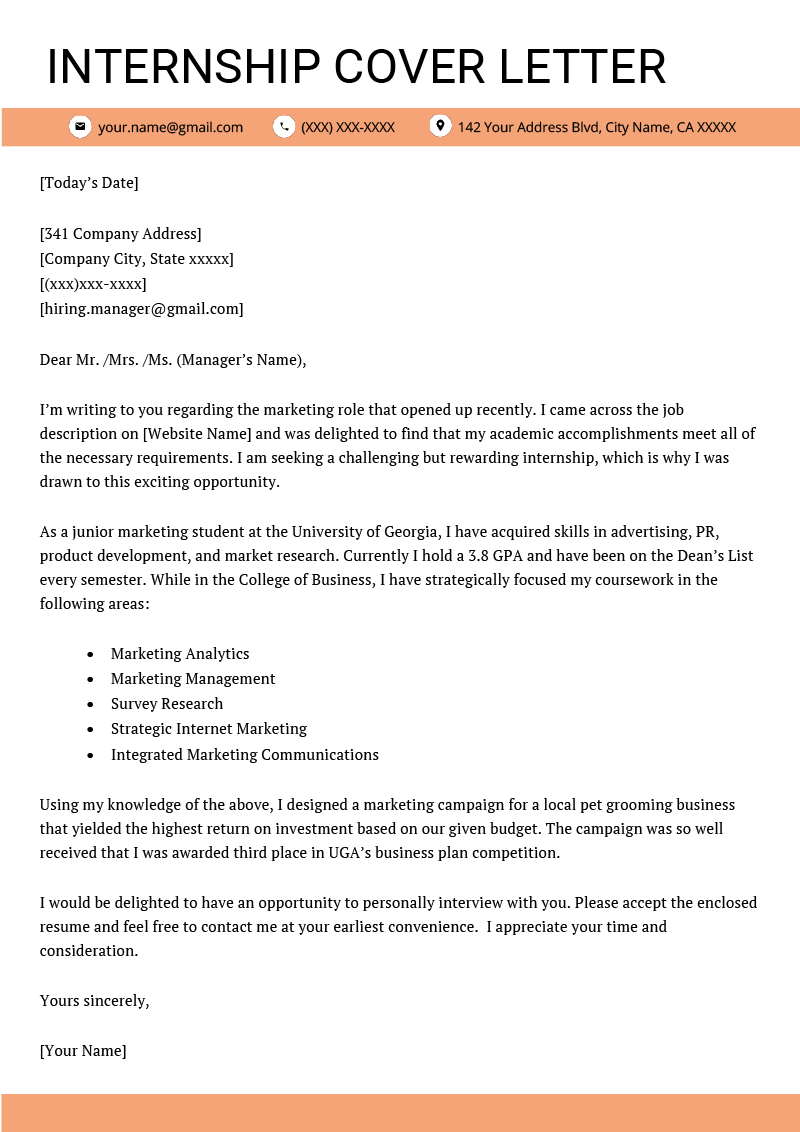 INTERNSHIP COVER LETTER
your.name@gmail.com (XXX) XXX-XXXX 142 Your Address Blvd, City Name, CA XXXXX
[Today’s Date]
[341 Company Address]
[Company City, State xxxxx]
[(xxx)xxx-xxxx]
[hiring.manager@gmail.com]
Dear Mr. /Mrs. /Ms. (Manager’s Name),
I’m writing to you regarding the marketing role that opened up recently. I came across the job
description on [Website Name] and was delighted to find that my academic accomplishments meet all of
the necessary requirements. I am seeking a challenging but rewarding internship, which is why I was
drawn to this exciting opportunity.
As a junior marketing student at the University of Georgia, I have acquired skills in advertising, PR,
product development, and market research. Currently I hold a 3.8 GPA and have been on the Dean’s List
every semester. While in the College of Business, I have strategically focused my coursework in the
following areas:
• Marketing Analytics
• Marketing Management
• Survey Research
• Strategic Internet Marketing
• Integrated Marketing Communications
Using my knowledge of the above, I designed a marketing campaign for a local pet grooming business
that yielded the highest return on investment based on our given budget. The campaign was so well
received that I was awarded third place in UGA’s business plan competition.
I would be delighted to have an opportunity to personally interview with you. Please accept the enclosed
resume and feel free to contact me at your earliest convenience.  I appreciate your time and
consideration.
Yours sincerely,
[Your Name]